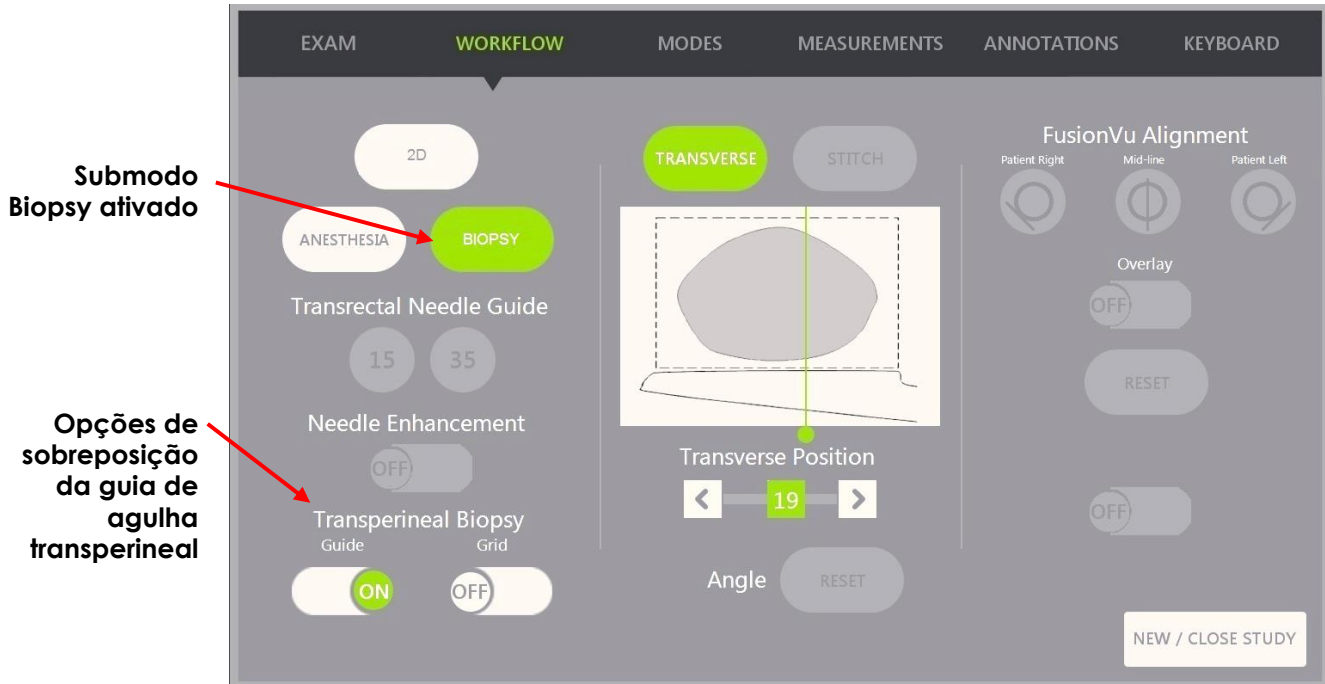 EXAM
WORKFLOW
MODES
MEASUREMENTS
ANNOTATIONS
KEYBOARD
Submodo
Biopsy ativado
Opções de
sobreposição
da guia de
agulha
transperineal
2D
ANESTHESIA
BIOPSY
Transrectal Needle Guide
15
35
Needle Enhancement
OFF
Transperineal Biopsy
Guide
Grid
ON
OFF
TRANSVERSE
STITCH
Transverse Position
<
19
>
Angle
RESET
FusionVu Alignment
Patient Right
Mid-line
Patient Left
Overlay
OFF
RESET
OFF
NEW / CLOSE STUDY